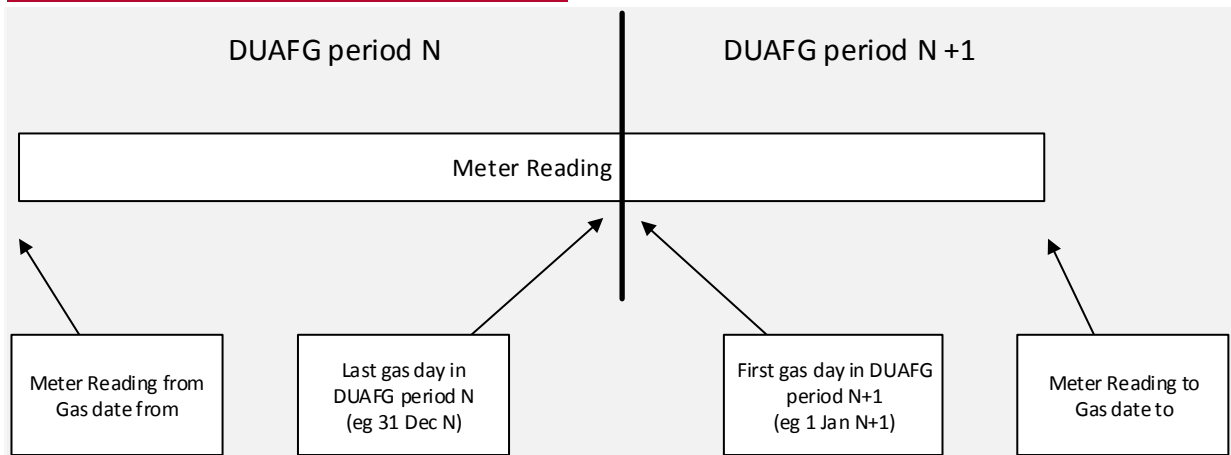 DUAFG period N
DUAFG period N +1
Meter Reading
Meter Reading from
Gas date from
Last gas day in
DUAFG period N
(eg 31 Dec N)
First gas day in DUAFG
period N+1
(eg 1 Jan N+1)
Meter Reading to
Gas date to